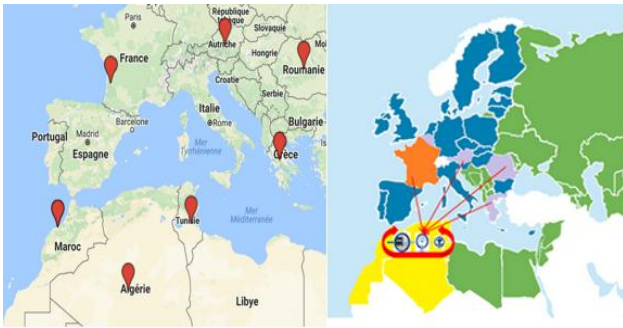 Paris
République
tchèque
Slovaquie
Autriche
Hongrie
France
Roumanie
Croatie
Serbie
Italie
Bulgarie
Barcelone
Rome
Portugal
Madrid
Espagne
Mer
Tyrrhénienne
Grèce
Tunisie
Mer
Méditerranée
Maroc
Algérie
Libye